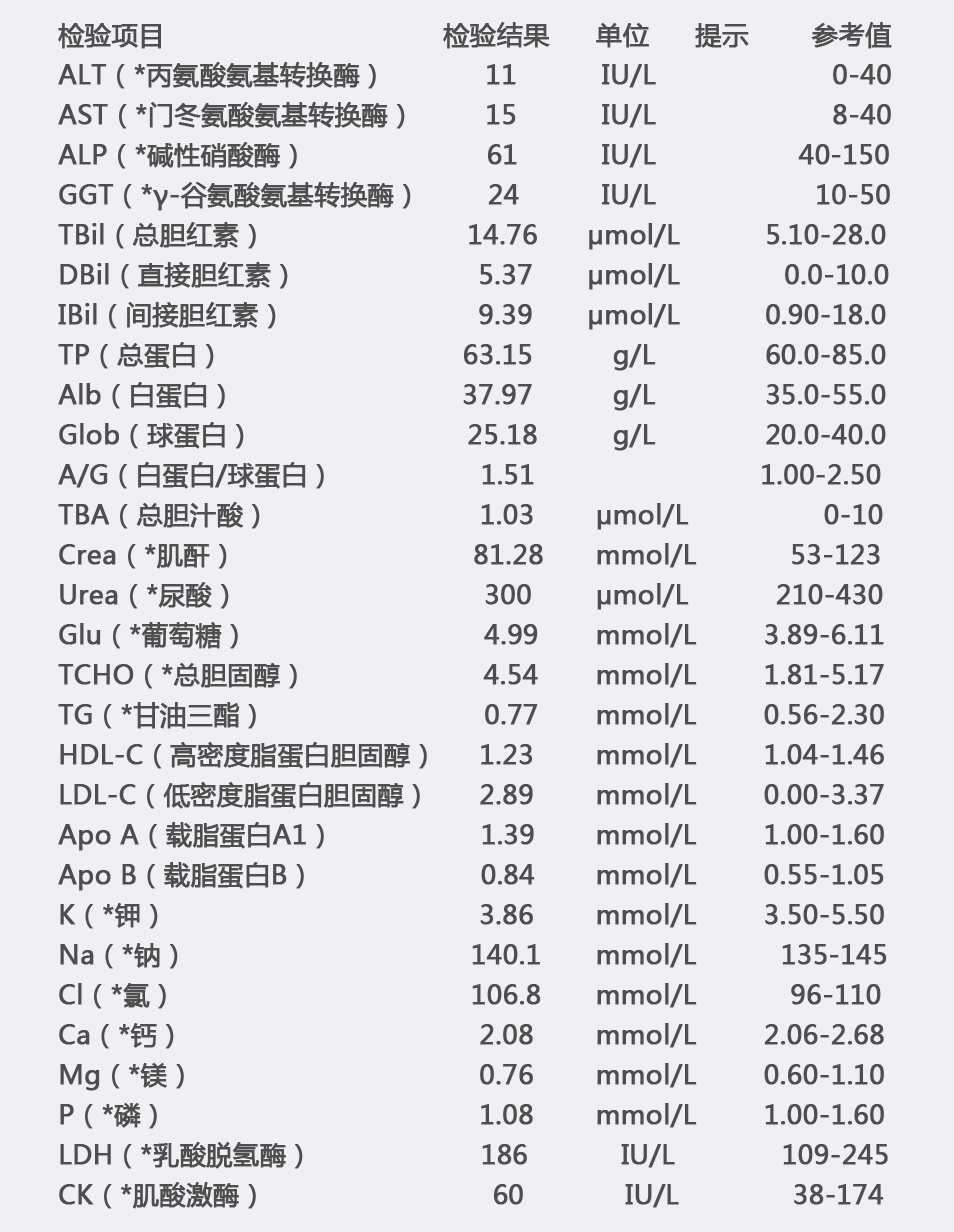 检验项目 检验结果 单位 提示 参考值
ALT（*丙氨酸氨基转换酶） 11 IU/L 0-40
AST（*门冬氨酸氨基转换酶） 15 IU/L 8-40
ALP（*碱性硝酸酶） 61 IU/L 40-150
GGT（*γ-谷氨酸氨基转换酶） 24 IU/L 10-50
TBil（总胆红素） 14.76 μmol/L 5.10-28.0
DBil（直接胆红素） 5.37 μmol/L 0.0-10.0
IBil（间接胆红素） 9.39 μmol/L 0.90-18.0
TP（总蛋白） 63.15 g/L 60.0-85.0
Alb（白蛋白） 37.97 g/L 35.0-55.0
Glob（球蛋白） 25.18 g/L 20.0-40.0
A/G（白蛋白/球蛋白） 1.51 1.00-2.50
TBA（总胆汁酸） 1.03 μmol/L 0-10
Crea（*肌酐） 81.28 mmol/L 53-123
Urea（*尿酸） 300 μmol/L 210-430
Glu（*葡萄糖） 4.99 mmol/L 3.89-6.11
TCHO（*总胆固醇） 4.54 mmol/L 1.81-5.17
TG（*甘油三酯） 0.77 mmol/L 0.56-2.30
HDL-C（高密度脂蛋白胆固醇） 1.23 mmol/L 1.04-1.46
LDL-C（低密度脂蛋白胆固醇） 2.89 mmol/L 0.00-3.37
Apo A（载脂蛋白A1） 1.39 mmol/L 1.00-1.60
Apo B（载脂蛋白B） 0.84 mmol/L 0.55-1.05
K（*钾） 3.86 mmol/L 3.50-5.50
Na（*钠） 140.1 mmol/L 135-145
Cl（*氯） 106.8 mmol/L 96-110
Ca（*钙） 2.08 mmol/L 2.06-2.68
Mg（*镁） 0.76 mmol/L 0.60-1.10
P（*磷） 1.08 mmol/L 1.00-1.60
LDH（*乳酸脱氢酶） 186 IU/L 109-245
CK（*肌酸激酶） 60 IU/L 38-174